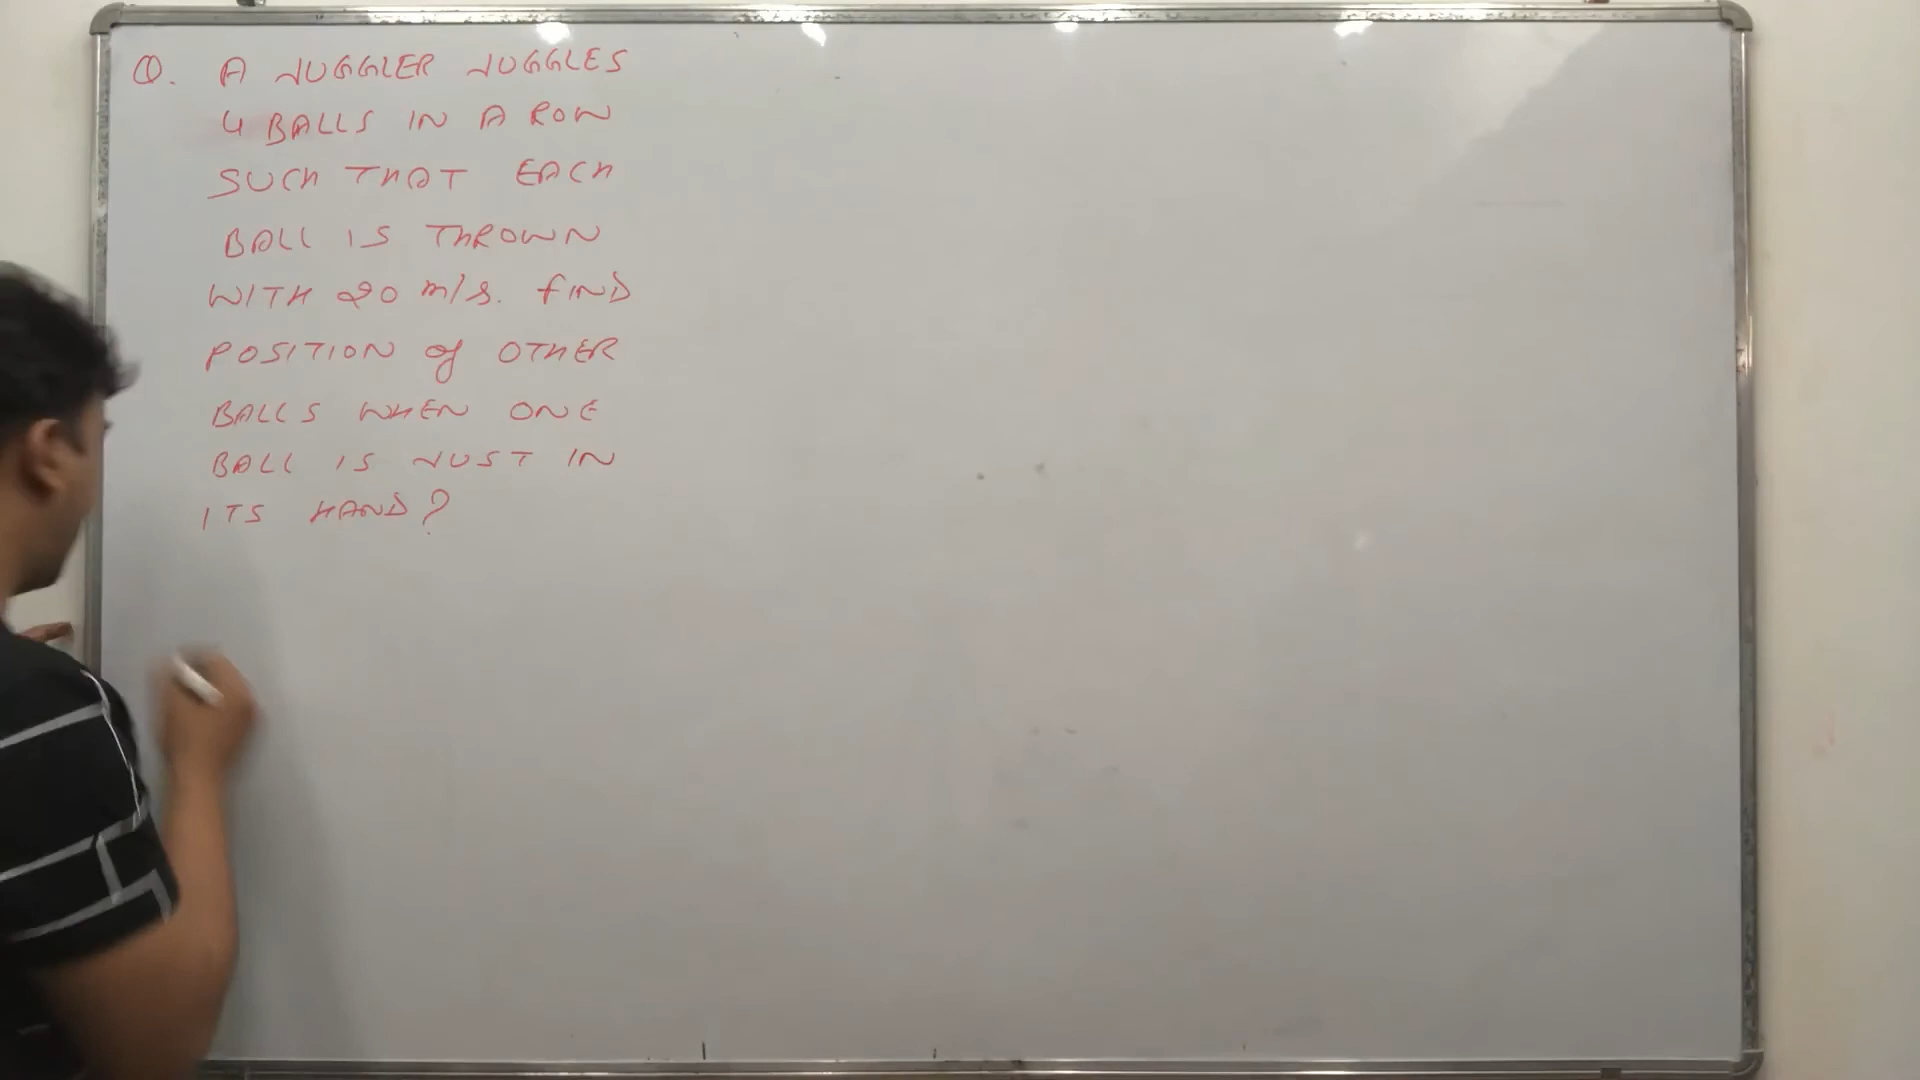 Q. A JUGGLER JUGGLES
4 BALLS IN A ROW
SUCH THAT EACH
BALL IS THROWN
WITH 20 m/s. FIND
POSITION of OTHER
BALLS WHEN ONE
BALL IS JUST IN
ITS HAND?